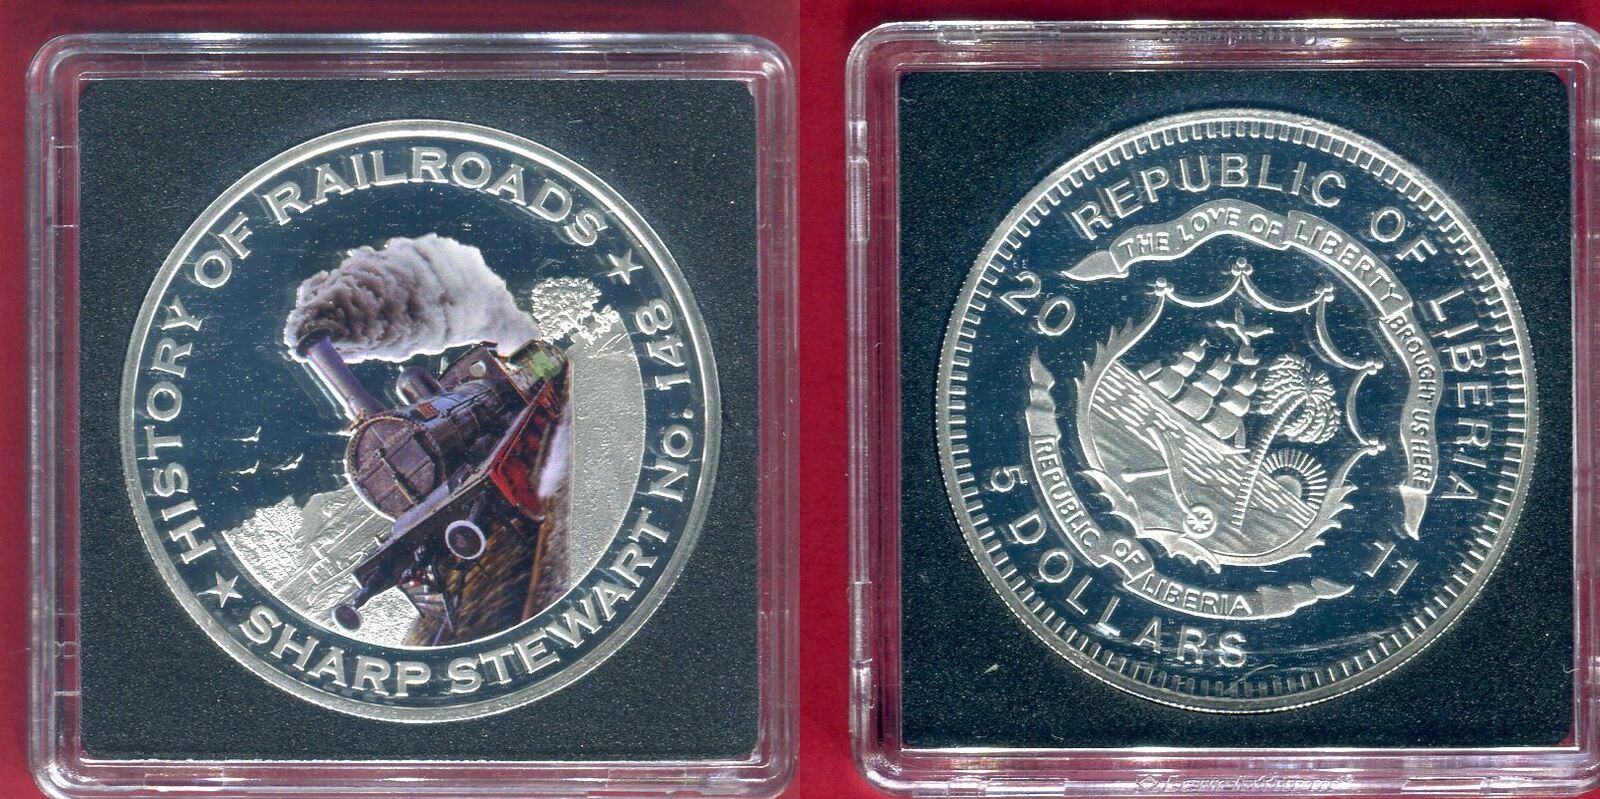 HISTORY OF RAILROADS
★ SHARP STEWART NO. 148 ★
REPUBLIC OF LIBERIA
THE LOVE OF LIBERTY BROUGHT US HERE
20 11
REPUBLIC OF LIBERIA
5 DOLLARS